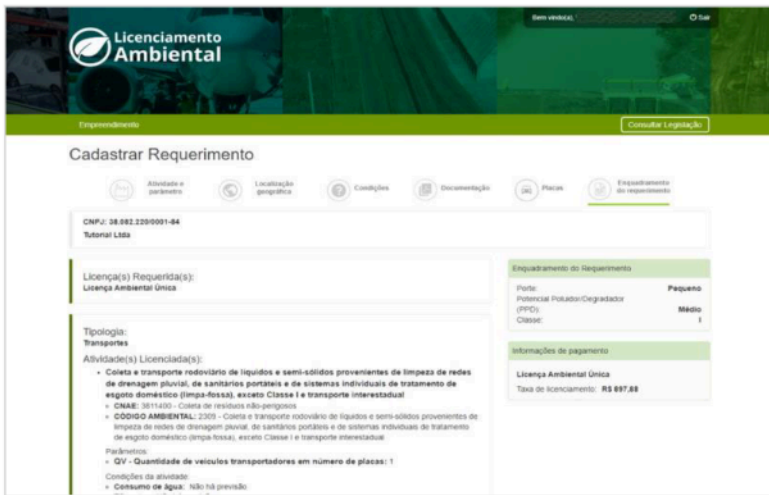 Licenciamento
Ambiental
Bem vindo(a),
Sair
Empreendimento
Consultar Legislação
Cadastrar Requerimento
Atividade e
parâmetro
Localização
geográfica
Condições
Documentação
Placas
Enquadramento
do requerimento
CNPJ: 38.082.220/0001-84
Tutorial Ltda
Licença(s) Requerida(s):
Licença Ambiental Única
Tipologia:
Transportes
Atividade(s) Licenciada(s):
• Coleta e transporte rodoviário de líquidos e semi-sólidos provenientes de limpeza de redes
de drenagem pluvial, de sanitários portáteis e de sistemas individuais de tratamento de
esgoto doméstico (limpa-fossa), exceto Classe I e transporte interestadual
CNAE: 3811400 - Coleta de resíduos não-perigosos
CÓDIGO AMBIENTAL: 2309 - Coleta e transporte rodoviário de líquidos e semi-sólidos provenientes de
limpeza de redes de drenagem pluvial, de sanitários portáteis e de sistemas individuais de tratamento
de esgoto doméstico (limpa-fossa), exceto Classe I e transporte interestadual
Parâmetros:
QV - Quantidade de veículos transportadores em número de placas: 1
Condições da atividade:
Consumo de água: Não há previsão
Enquadramento do Requerimento
Porte: Pequeno
Potencial Poluidor/Degradador
(PPD): Médio
Classe: I
Informações de pagamento
Licença Ambiental Única
Taxa de licenciamento: R$ 897,88